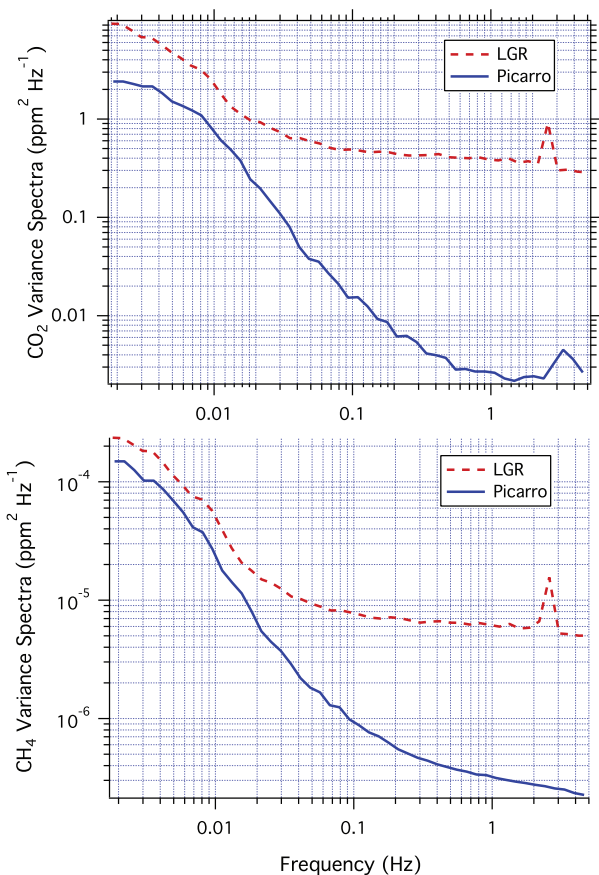 CO₂ Variance Spectra (ppm² Hz⁻¹)
LGR
Picarro
1
0.1
0.01
0.01
0.1
1
CH₄ Variance Spectra (ppm² Hz⁻¹)
LGR
Picarro
10⁻⁴
10⁻⁵
10⁻⁶
0.01
0.1
1
Frequency (Hz)